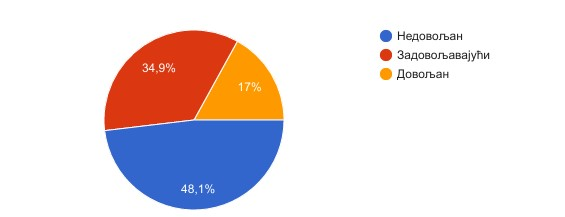 34,9%
17%
48,1%
Недовољан
Задовољавајући
Довољан